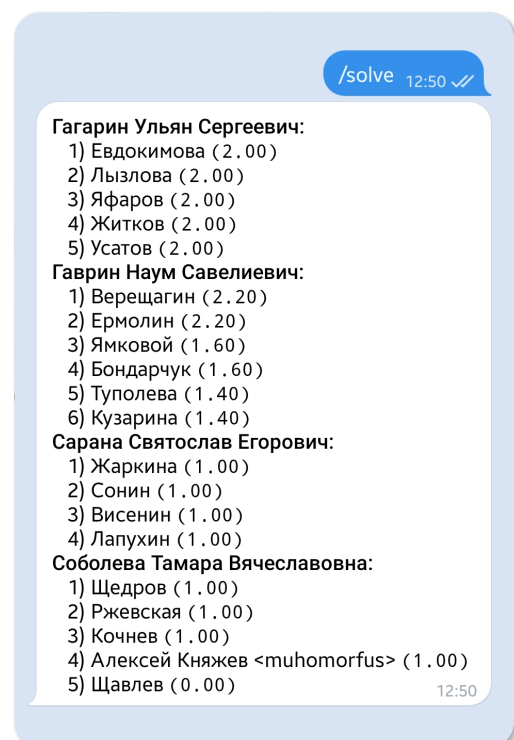 /solve 12:50
Гагарин Ульян Сергеевич:
1) Евдокимова (2.00)
2) Лызлова (2.00)
3) Яфаров (2.00)
4) Житков (2.00)
5) Усатов (2.00)
Гаврин Наум Савелиевич:
1) Верещагин (2.20)
2) Ермолин (2.20)
3) Ямковой (1.60)
4) Бондарчук (1.60)
5) Туполева (1.40)
6) Кузарина (1.40)
Сарана Святослав Егорович:
1) Жаркина (1.00)
2) Сонин (1.00)
3) Висенин (1.00)
4) Лапухин (1.00)
Соболева Тамара Вячеславовна:
1) Щедров (1.00)
2) Ржевская (1.00)
3) Кочнев (1.00)
4) Алексей Княжев <muhomorfus> (1.00)
5) Щавлев (0.00) 12:50